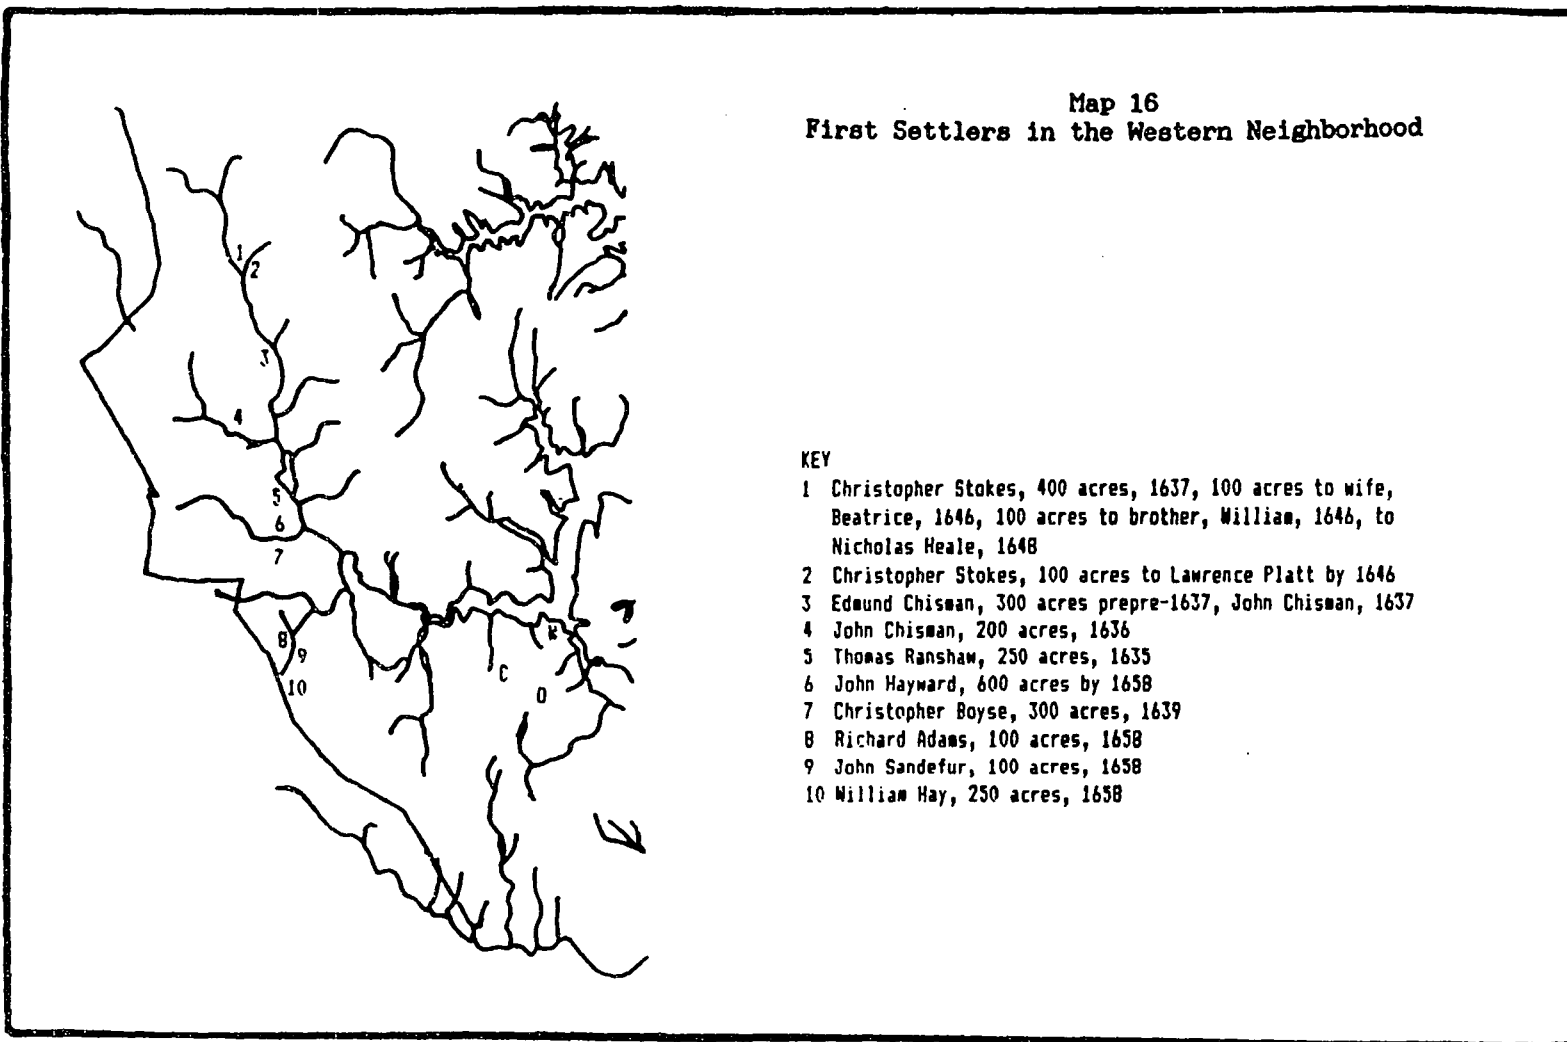 Map 16
First Settlers in the Western Neighborhood
1
2
3
4
5
6
7
8
9
10
C
O
KEY
1 Christopher Stokes, 400 acres, 1637, 100 acres to wife,
Beatrice, 1646, 100 acres to brother, William, 1646, to
Nicholas Heale, 1648
2 Christopher Stokes, 100 acres to Lawrence Platt by 1646
3 Edmund Chisman, 300 acres prepre-1637, John Chisman, 1637
4 John Chisman, 200 acres, 1636
5 Thomas Ranshaw, 250 acres, 1635
6 John Hayward, 600 acres by 1658
7 Christopher Boyse, 300 acres, 1639
8 Richard Adams, 100 acres, 1658
9 John Sandefur, 100 acres, 1658
10 William Hay, 250 acres, 1658